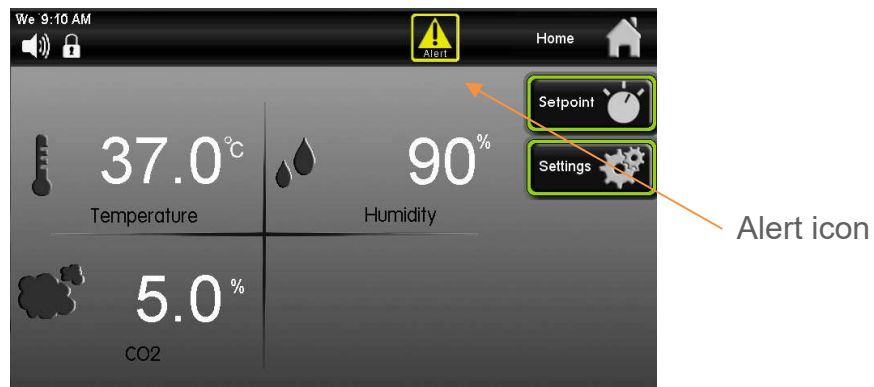 We 9:10 AM
Alert
Home
Setpoint
37.0°C
90%
Settings
Temperature
Humidity
Alert icon
5.0%
CO2